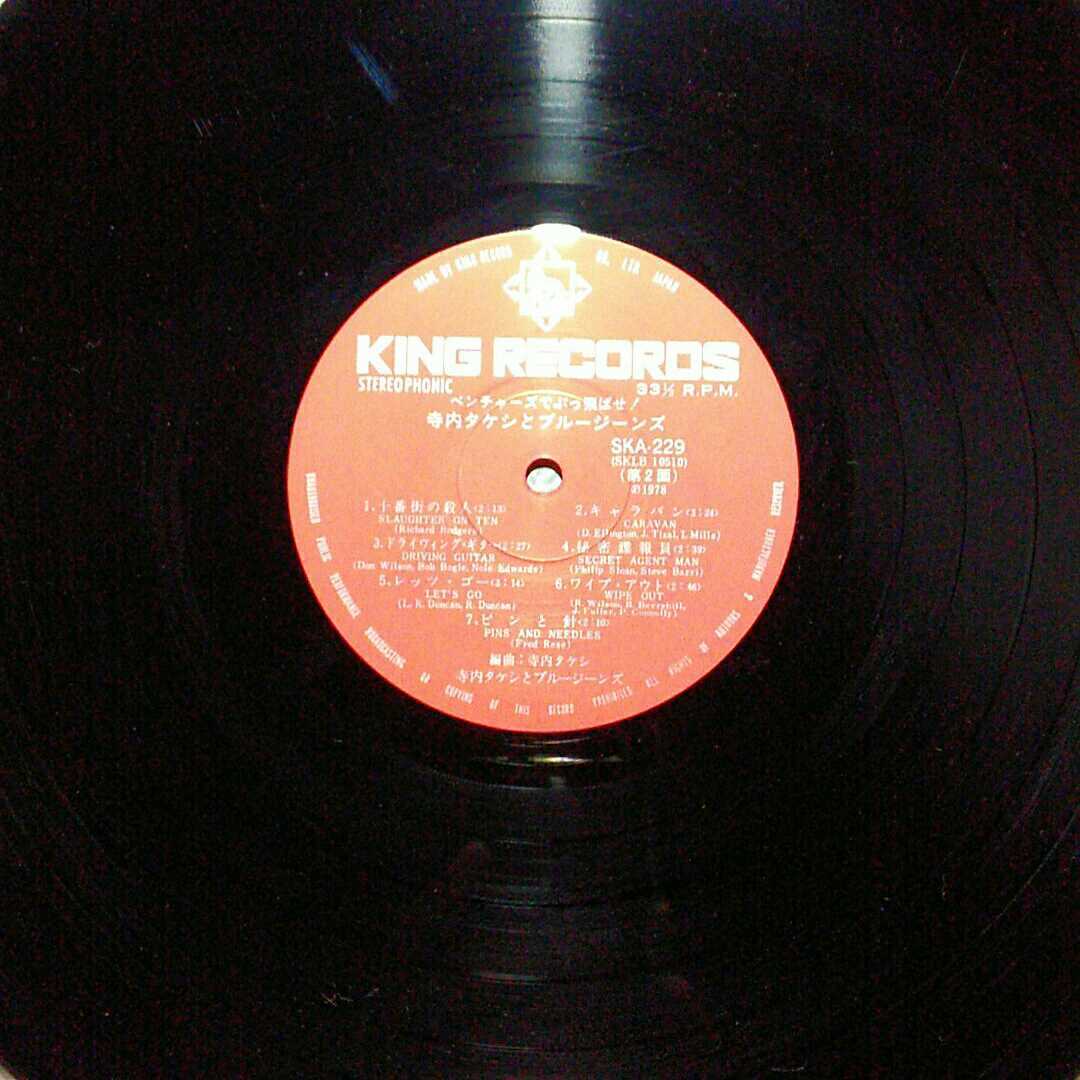 MADE BY KING RECORD CO., LTD JAPAN
KING RECORDS
STEREOPHONIC 33⅓ R.P.M.
ベンチャーズでぶっ飛ばせ!
寺内タケシとブルージーンズ
SKA-229
(SKLB 10510)
(第2面)
℗1978
1.十番街の殺人(2:13)
SLAUGHTER ON TEN
(Richard Rodgers)
2.キャラバン(3:24)
CARAVAN
(D. Ellington, J. Tizal, I. Mills)
3.ドライヴィング・ギター(2:27)
DRIVING GUITAR
(Don Wilson, Bob Bogle, Nole Edwards)
4.秘密諜報員(2:39)
SECRET AGENT MAN
(Philip Sloan, Steve Barri)
5.レッツ・ゴー(2:14)
LET'S GO
(L. R. Duncan, R. Duncan)
6.ワイプ・アウト(2:46)
WIPE OUT
(R. Wilson, B. Berryhill,
J. Fuller, P. Connolly)
7.ピンと針(2:10)
PINS AND NEEDLES
(Fred Rose)
編曲:寺内タケシ
寺内タケシとブルージーンズ
UNAUTHORIZED PUBLIC PERFORMANCE BROADCASTING OR COPYING OF THIS RECORD PROHIBITED ALL RIGHTS OF ARTISTS & MANUFACTURER RESERVED